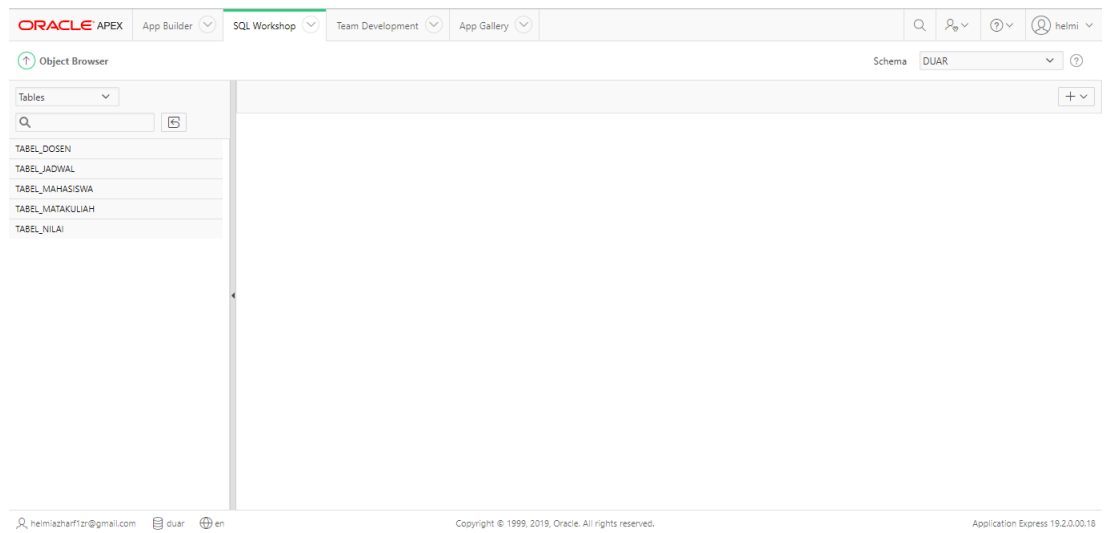 ORACLE APEX App Builder SQL Workshop Team Development App Gallery helmi
Object Browser Schema DUAR
Tables
TABEL_DOSEN
TABEL_JADWAL
TABEL_MAHASISWA
TABEL_MATAKULIAH
TABEL_NILAI
helmiazharf1zr@gmail.com duar en Copyright © 1999, 2019, Oracle. All rights reserved. Application Express 19.2.0.00.18